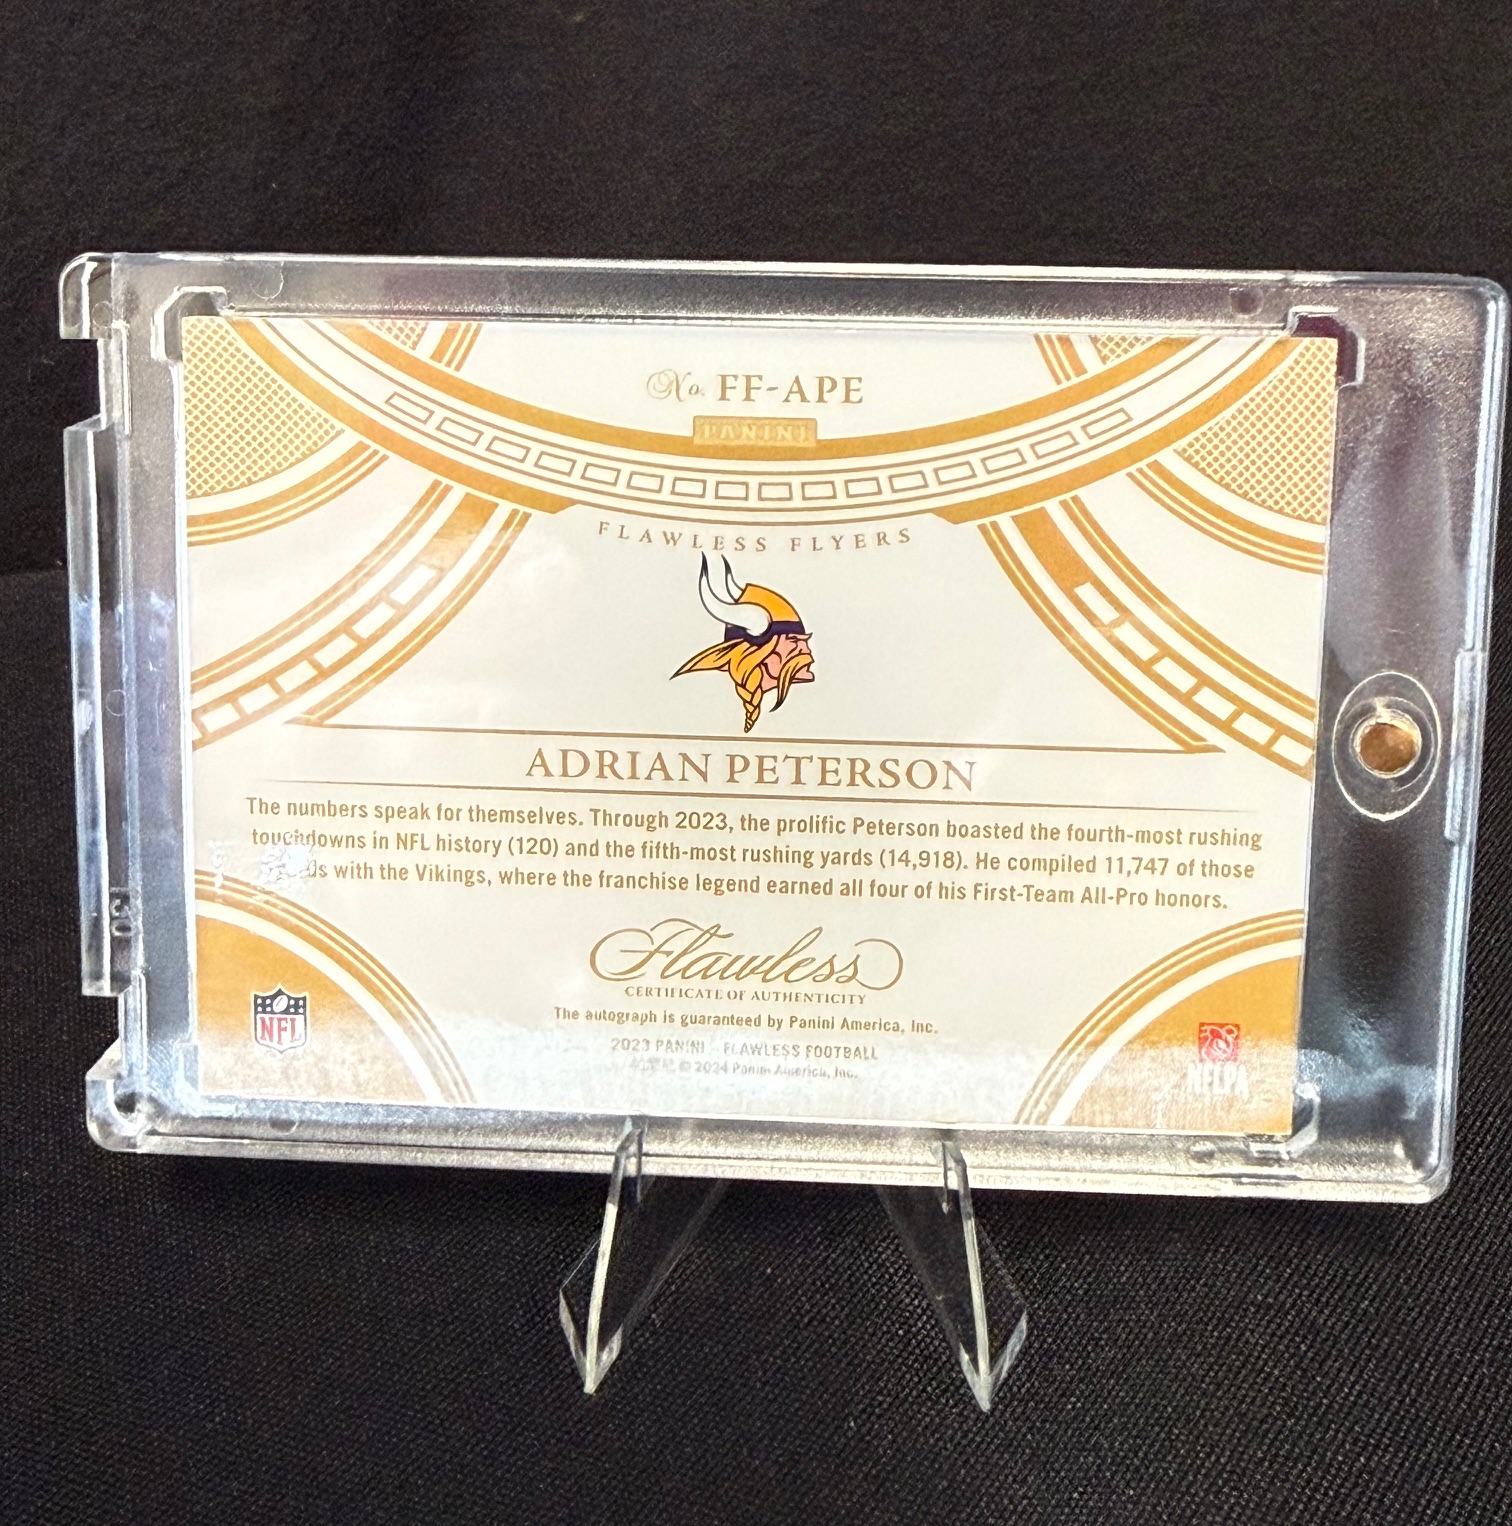 No. FF-APE
PANINI
FLAWLESS FLYERS
ADRIAN PETERSON
The numbers speak for themselves. Through 2023, the prolific Peterson boasted the fourth-most rushing
touchdowns in NFL history (120) and the fifth-most rushing yards (14,918). He compiled 11,747 of those
with the Vikings, where the franchise legend earned all four of his First-Team All-Pro honors.
Flawless
CERTIFICATE OF AUTHENTICITY
The autograph is guaranteed by Panini America, Inc.
2023 PANINI - FLAWLESS FOOTBALL
© 2024 Panini America, Inc.
NFL
NFLPA
130